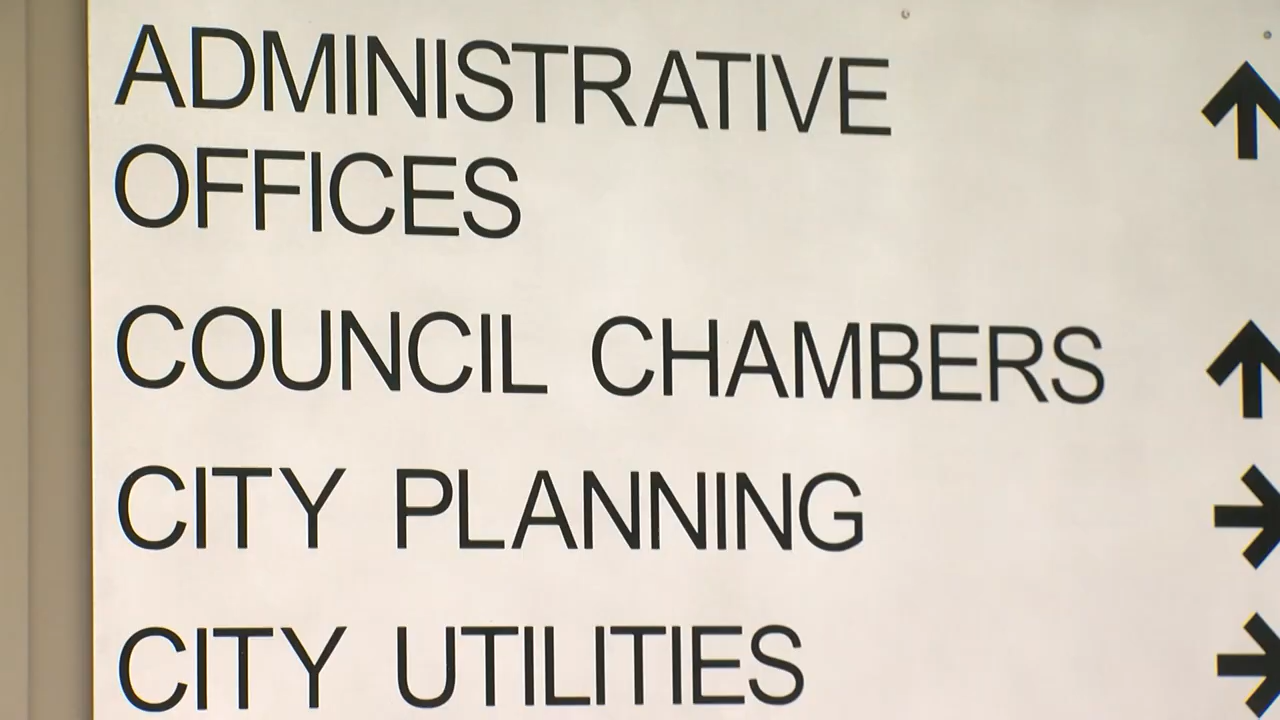 ADMINISTRATIVE
OFFICES
COUNCIL CHAMBERS
CITY PLANNING
CITY UTILITIES